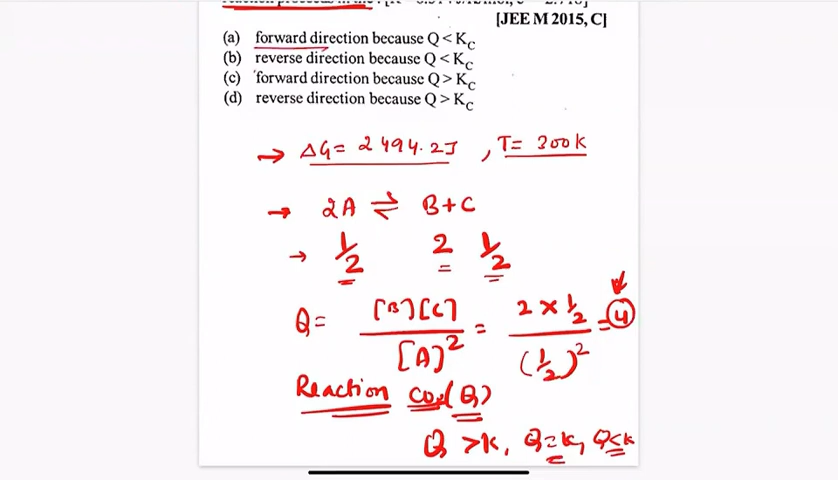 [JEE M 2015, C]
(a) forward direction because Q < K_C
(b) reverse direction because Q < K_C
(c) forward direction because Q > K_C
(d) reverse direction because Q > K_C
→ ΔG = 2494.2J , T = 300K
→ 2A ⇌ B+C
→ 1/2 2 1/2
Q = [B][C] / [A]^2 = 2 × 1/2 / (1/2)^2 = 4
Reaction (Q)
Q > K, Q = K, Q < K